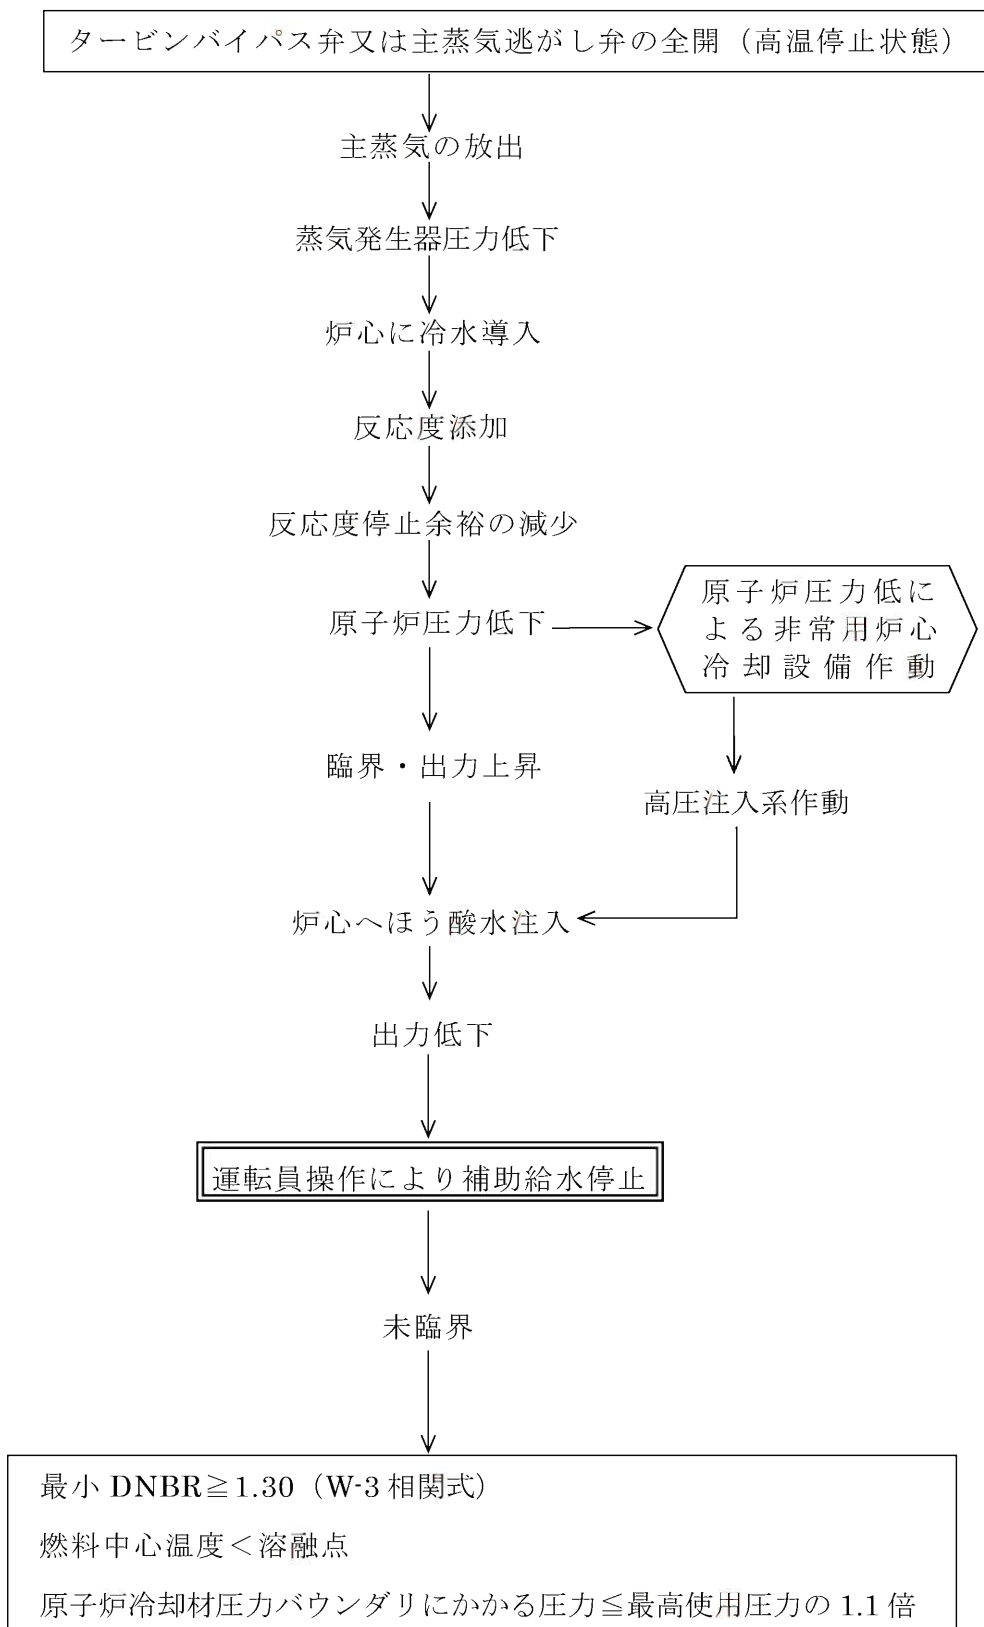 タービンバイパス弁又は主蒸気逃がし弁の全開（高温停止状態）
主蒸気の放出
蒸気発生器圧力低下
炉心に冷水導入
反応度添加
反応度停止余裕の減少
原子炉圧力低下
原子炉圧力低に
よる非常用炉心
冷却設備作動
臨界・出力上昇
高圧注入系作動
炉心へほう酸水注入
出力低下
運転員操作により補助給水停止
未臨界
最小 DNBR≧1.30（W-3 相関式）
燃料中心温度＜溶融点
原子炉冷却材圧力バウンダリにかかる圧力≦最高使用圧力の 1.1 倍